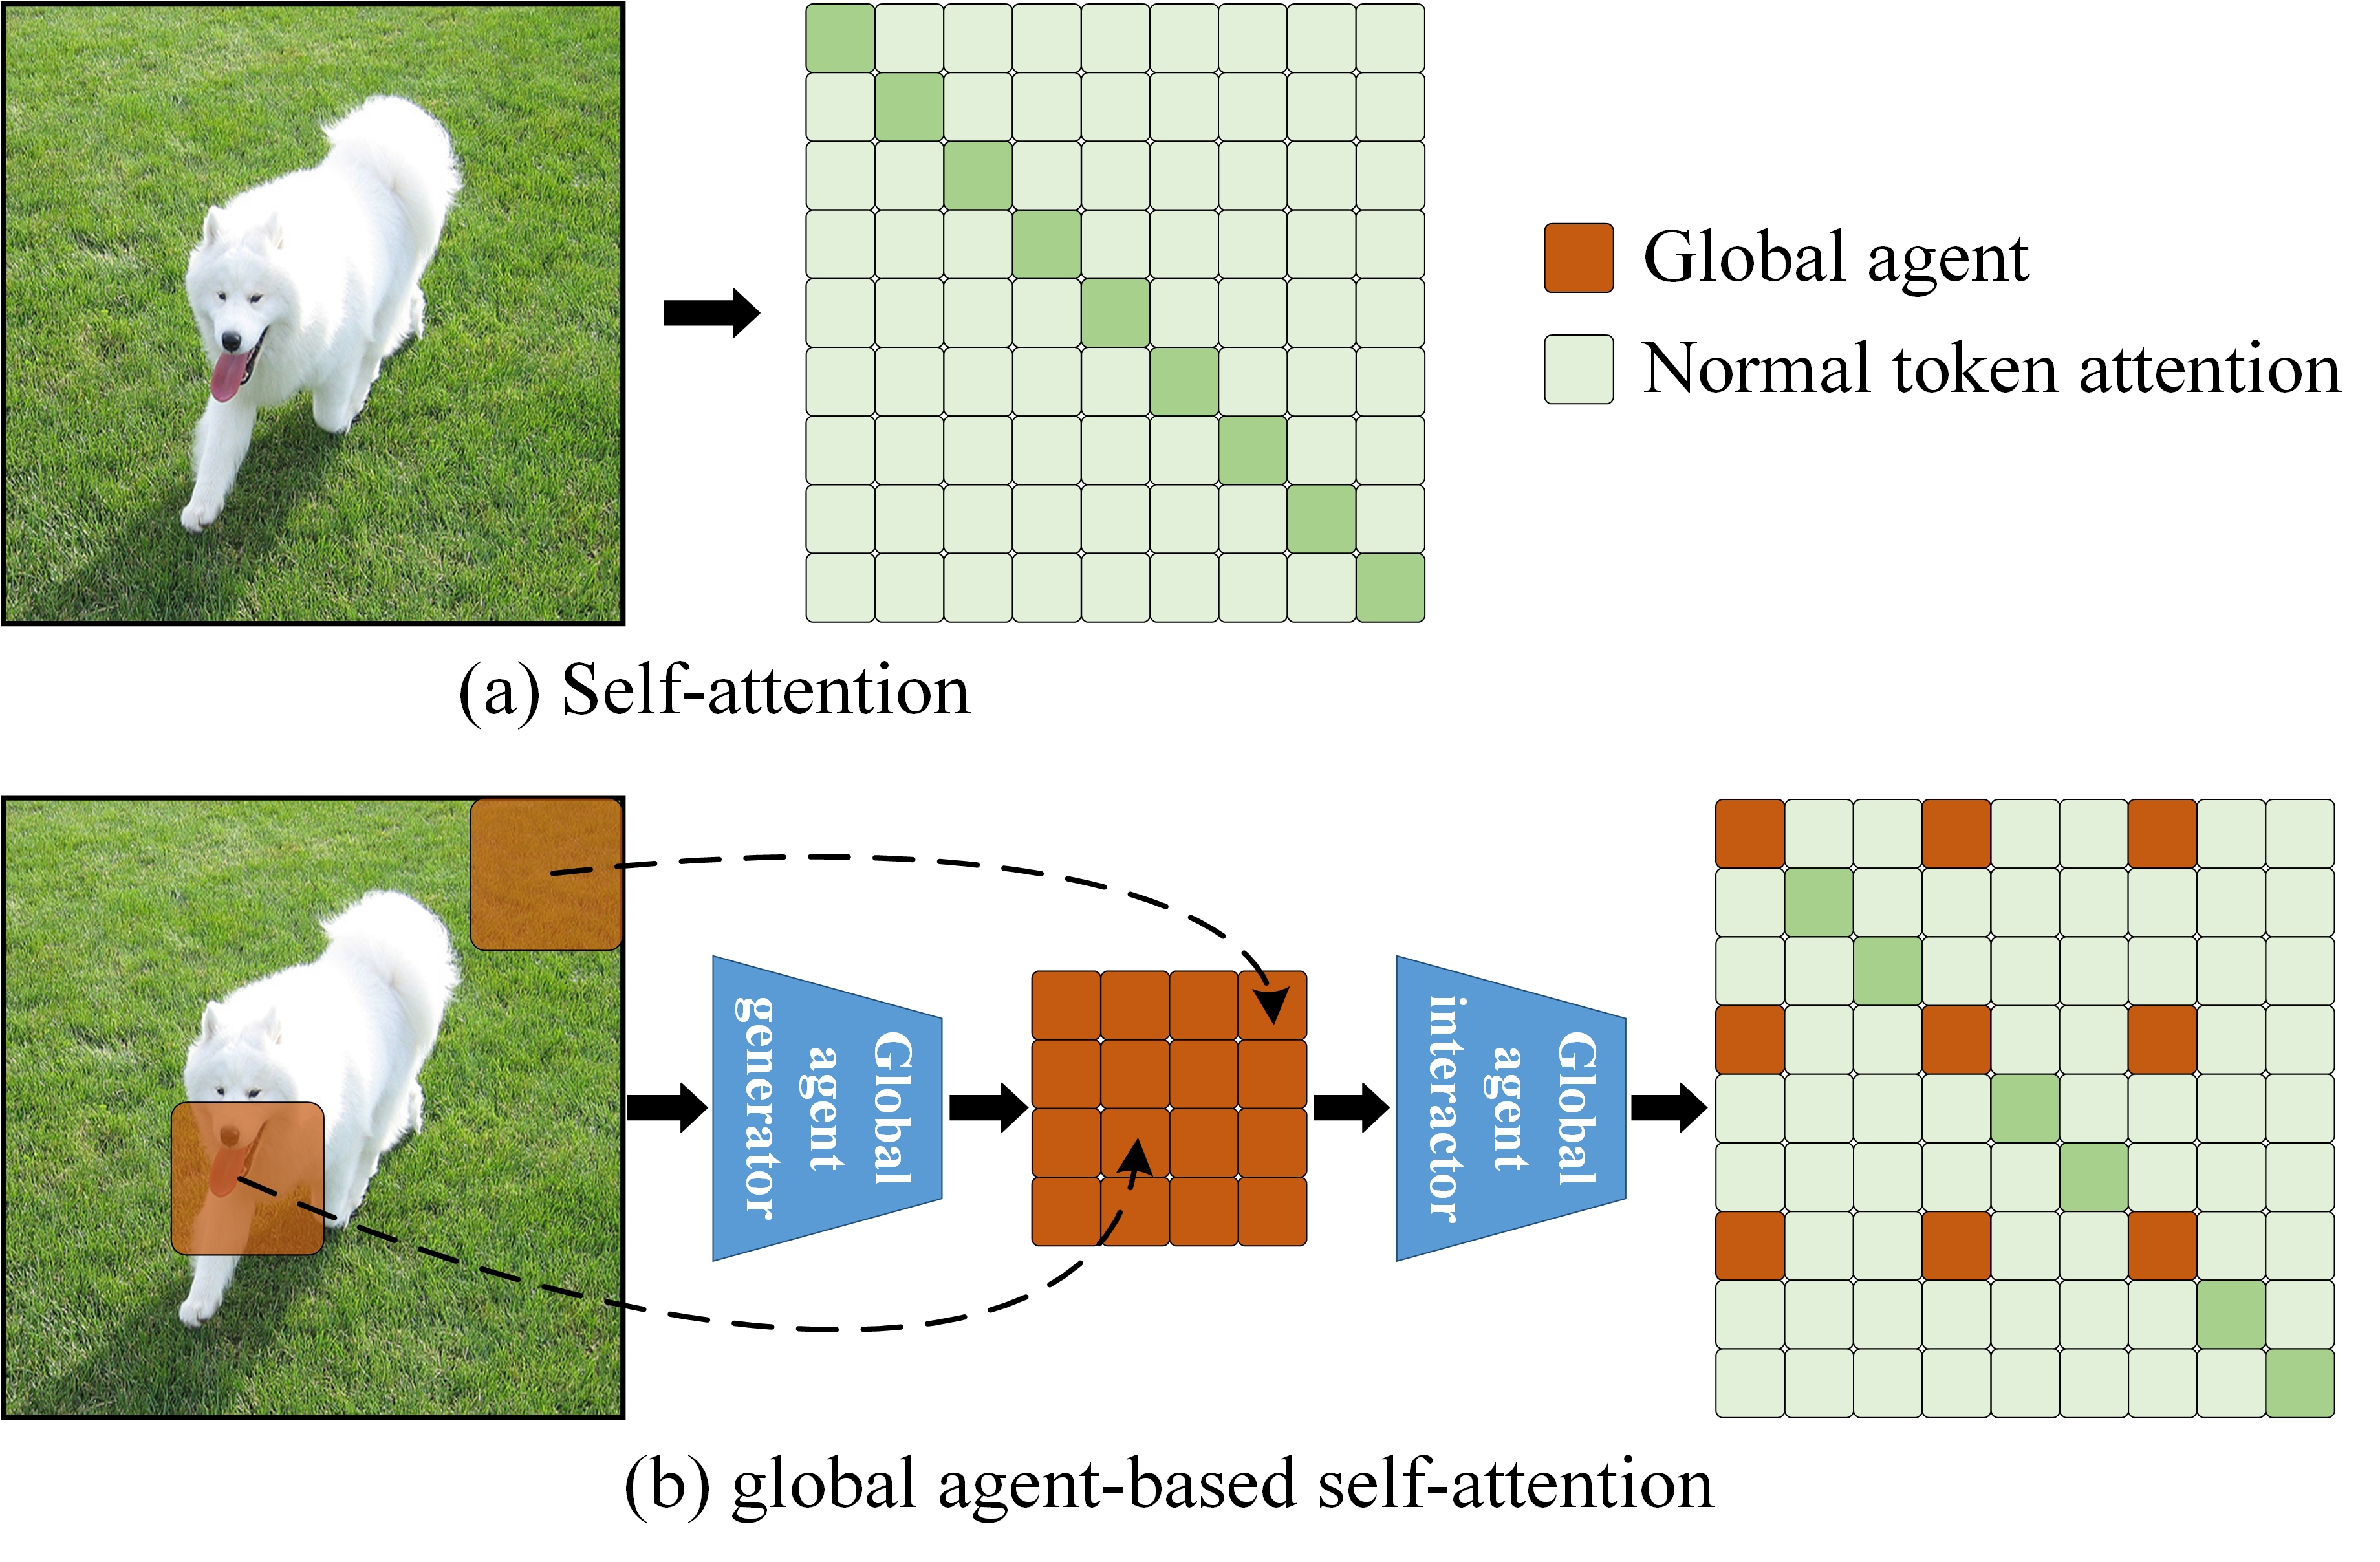 Global agent
Normal token attention
(a) Self-attention
Global
agent
generator
Global
agent
interactor
(b) global agent-based self-attention